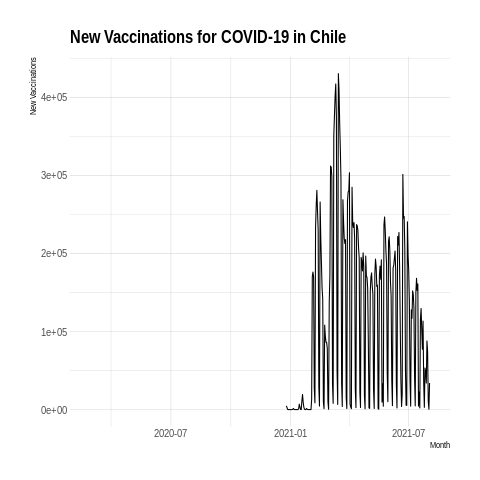 New Vaccinations for COVID-19 in Chile
New Vaccinations
4e+05
3e+05
2e+05
1e+05
0e+00
2020-07 2021-01 2021-07
Month